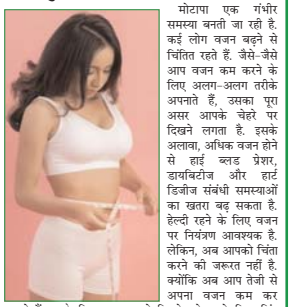 मोटापा एक गंभीर
समस्या बनती जा रही है.
कई लोग वजन बढ़ने से
चिंतित रहते हैं. जैसे-जैसे
आप वजन कम करने के
लिए अलग-अलग तरीके
अपनाते हैं, उसका पूरा
असर आपके चेहरे पर
दिखने लगता है. इसके
अलावा, अधिक वजन होने
से हाई ब्लड प्रेशर,
डायबिटीज और हार्ट
डिजीज संबंधी समस्याओं
का खतरा बढ़ सकता है.
हेल्दी रहने के लिए वजन
पर नियंत्रण आवश्यक है.
लेकिन, अब आपको चिंता
करने की जरूरत नहीं है.
क्योंकि अब आप तेजी से
अपना वजन कम कर